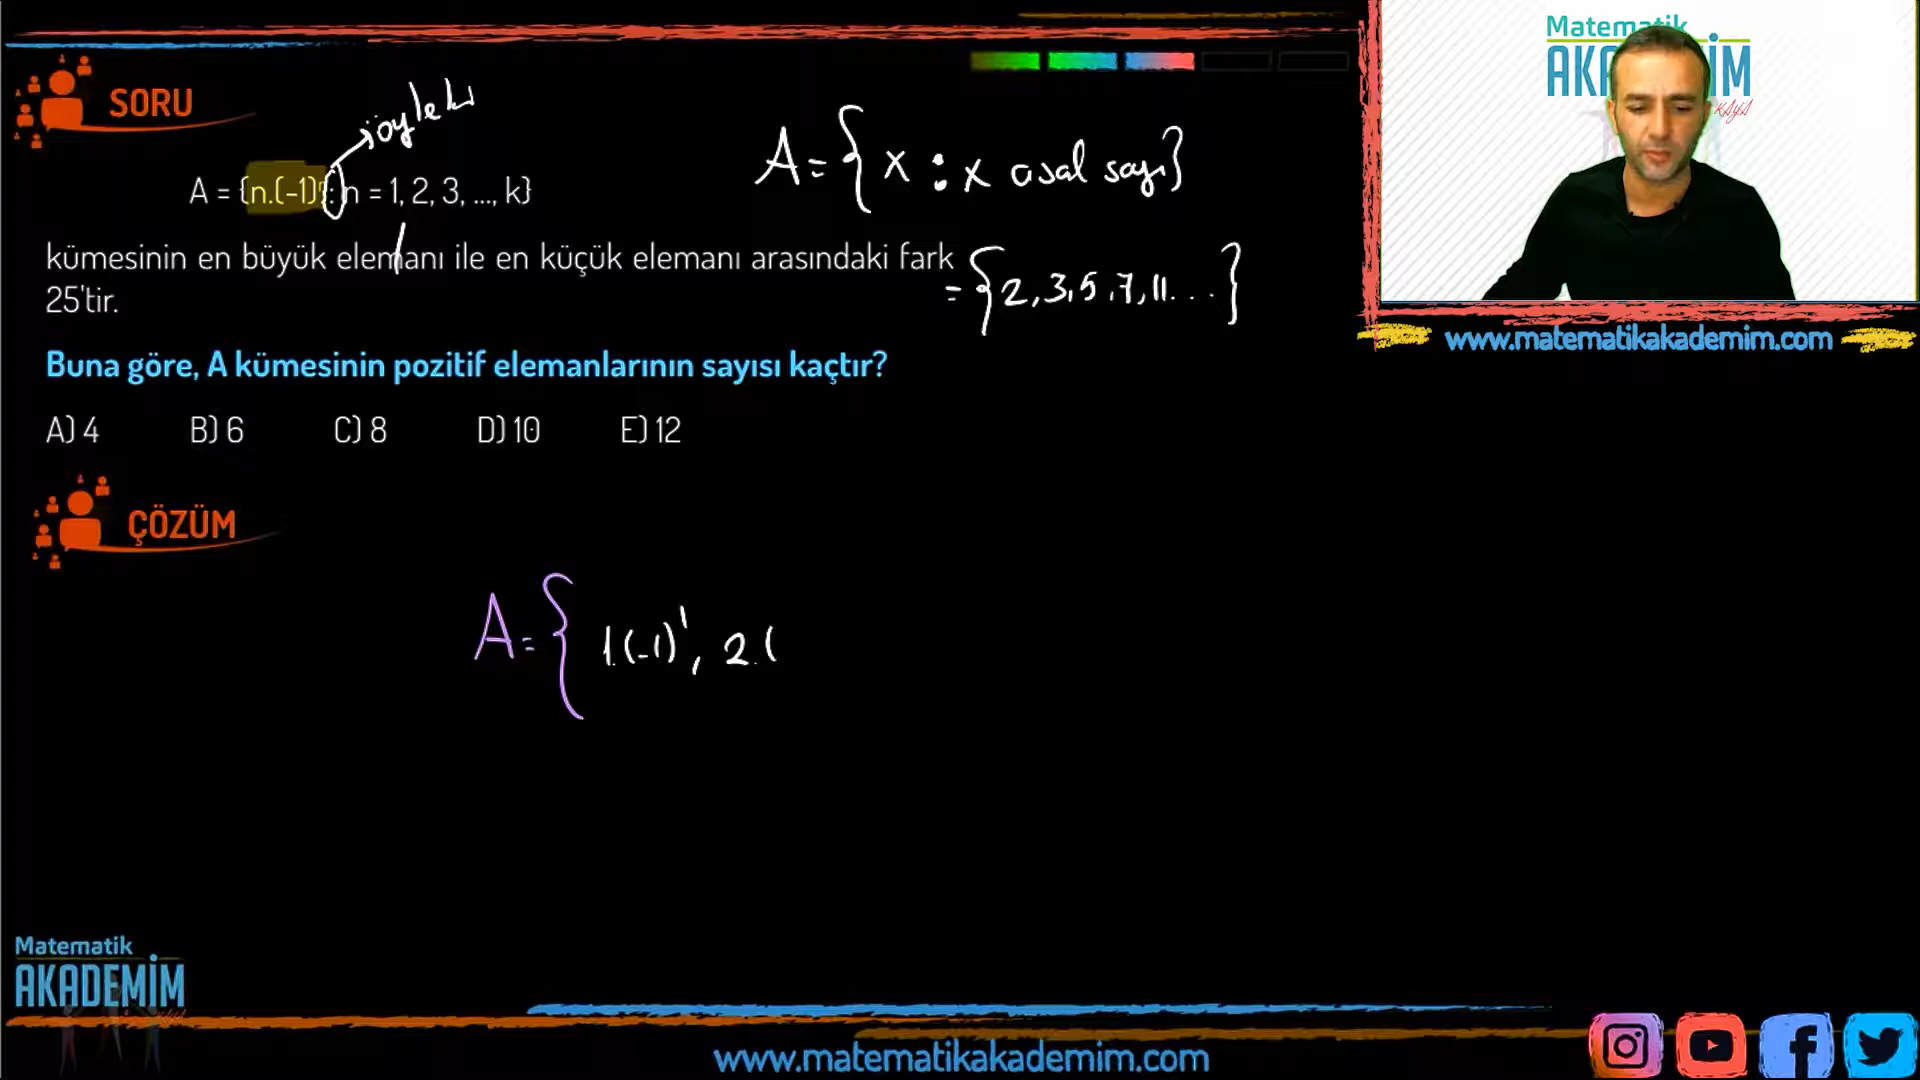 SORU
şöyle ki
A = {n.(-1)ⁿ: n = 1, 2, 3, ..., k}
kümesinin en büyük elemanı ile en küçük elemanı arasındaki fark
25'tir.
Buna göre, A kümesinin pozitif elemanlarının sayısı kaçtır?
A) 4 B) 6 C) 8 D) 10 E) 12
A = { x : x asal sayı}
= {2, 3, 5, 7, 11 . . . }
ÇÖZÜM
A = { 1.(-1)¹, 2.(
Matematik
AKADEMİM
KAYA
www.matematikakademim.com
Matematik
AKADEMİM
www.matematikakademim.com